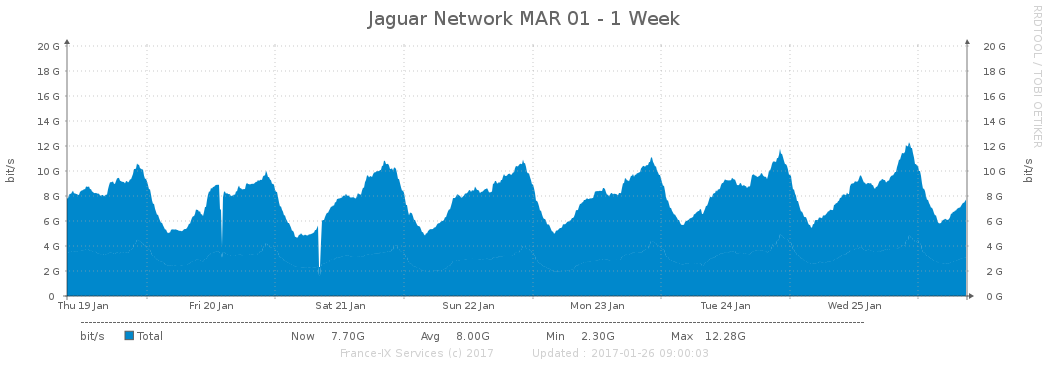 Jaguar Network MAR 01 - 1 Week
RRDTOOL / TOBI OETIKER
bit/s
20 G 20 G
18 G 18 G
16 G 16 G
14 G 14 G
12 G 12 G
10 G 10 G
8 G 8 G
6 G 6 G
4 G 4 G
2 G 2 G
0 0 G
bit/s
Thu 19 Jan Fri 20 Jan Sat 21 Jan Sun 22 Jan Mon 23 Jan Tue 24 Jan Wed 25 Jan
bit/s Total Now 7.70G Avg 8.00G Min 2.30G Max 12.28G
France-IX Services (c) 2017 Updated : 2017-01-26 09:00:03